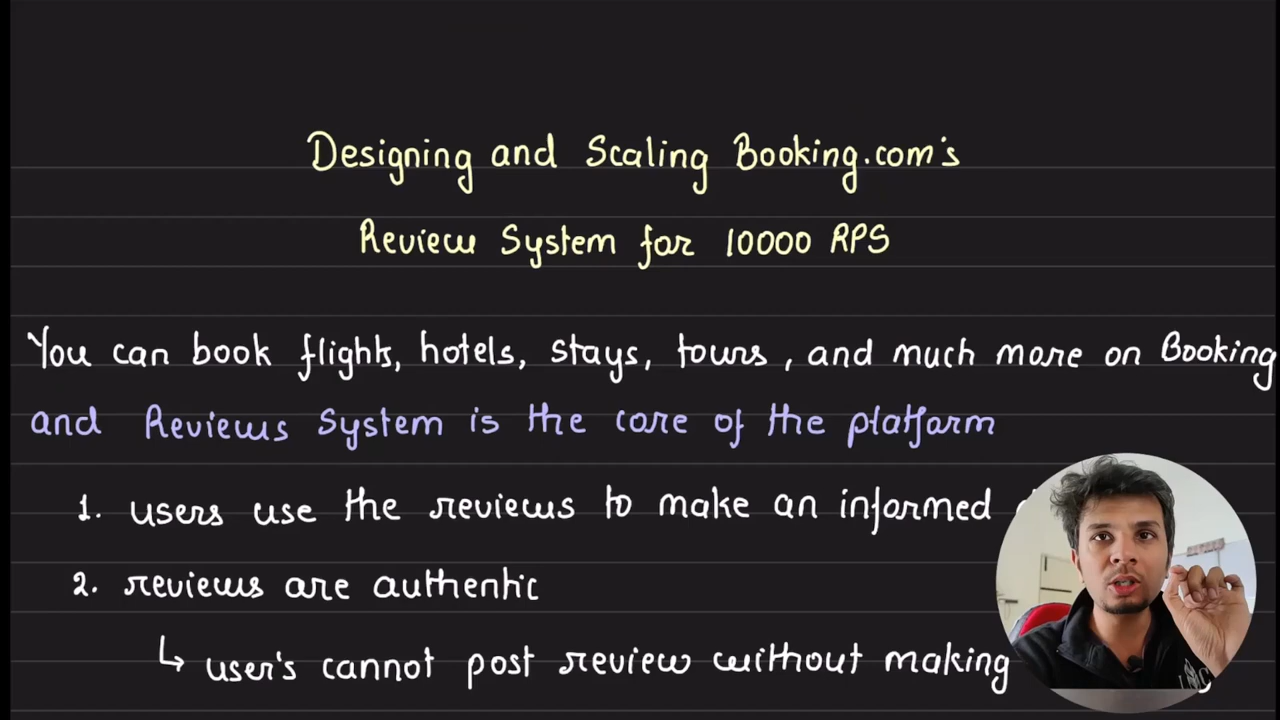 Designing and Scaling Booking.com's
Review System for 10000 RPS
You can book flights, hotels, stays, tours, and much more on Booking
and Reviews System is the core of the platform
1. users use the reviews to make an informed
2. reviews are authentic
↳ user's cannot post review without making